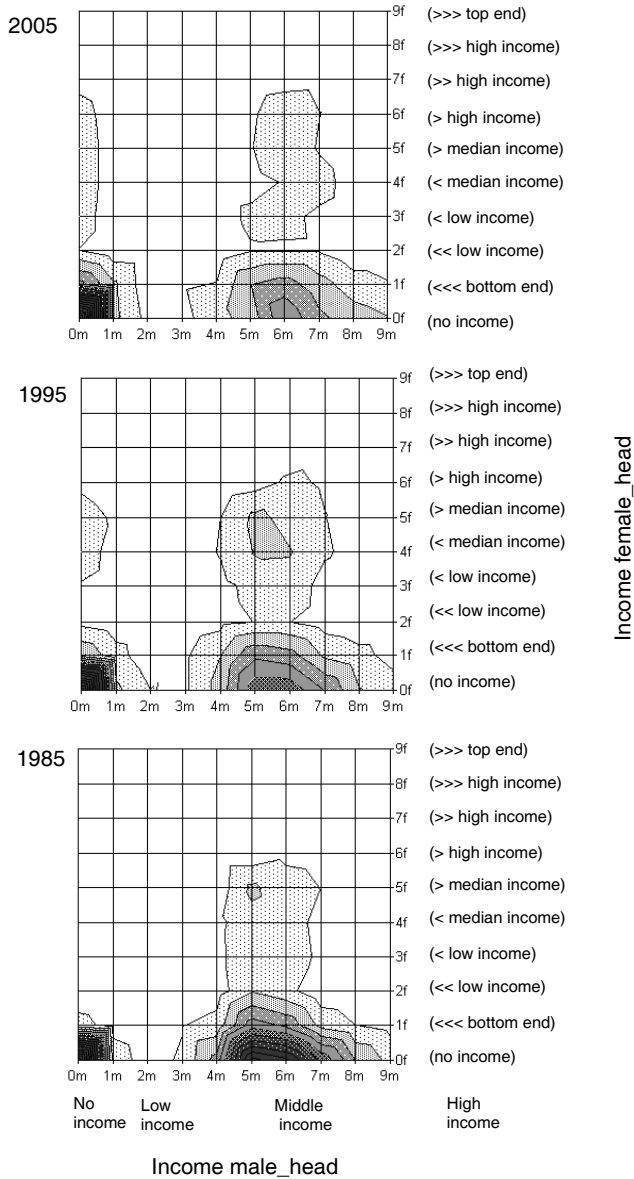 2005
9f (>>> top end)
8f (>>> high income)
7f (>> high income)
6f (> high income)
5f (> median income)
4f (< median income)
3f (< low income)
2f (<< low income)
1f (<<< bottom end)
0f (no income)
0m 1m 2m 3m 4m 5m 6m 7m 8m 9m
1995
9f (>>> top end)
8f (>>> high income)
7f (>> high income)
6f (> high income)
5f (> median income)
4f (< median income)
3f (< low income)
2f (<< low income)
1f (<<< bottom end)
0f (no income)
0m 1m 2m 3m 4m 5m 6m 7m 8m 9m
Income female_head
1985
9f (>>> top end)
8f (>>> high income)
7f (>> high income)
6f (> high income)
5f (> median income)
4f (< median income)
3f (< low income)
2f (<< low income)
1f (<<< bottom end)
0f (no income)
0m 1m 2m 3m 4m 5m 6m 7m 8m 9m
No income
Low income
Middle income
High income
Income male_head